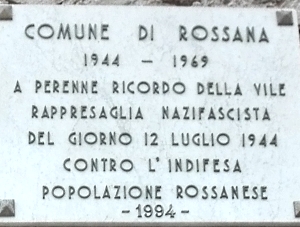 COMUNE DI ROSSANA
1944 - 1969
A PERENNE RICORDO DELLA VILE
RAPPRESAGLIA NAZIFASCISTA
DEL GIORNO 12 LUGLIO 1944
CONTRO L'INDIFESA
POPOLAZIONE ROSSANESE
-1994-